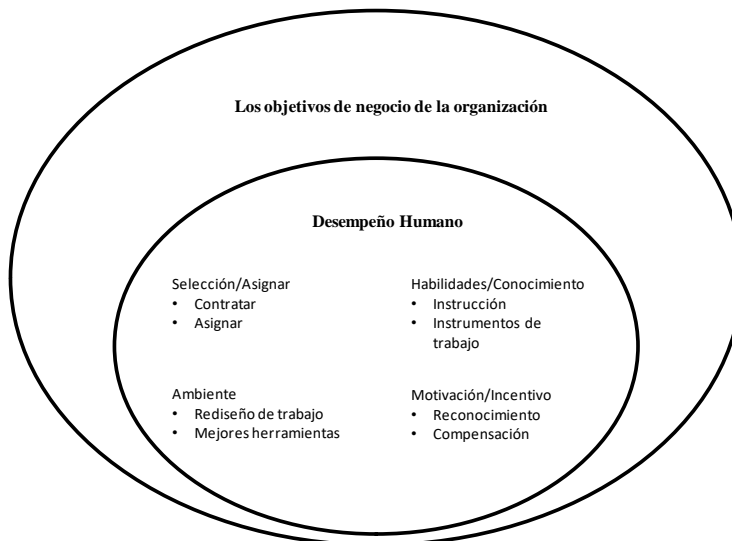 Los objetivos de negocio de la organización
Desempeño Humano
Selección/Asignar
• Contratar
• Asignar
Habilidades/Conocimiento
• Instrucción
• Instrumentos de
trabajo
Ambiente
• Rediseño de trabajo
• Mejores herramientas
Motivación/Incentivo
• Reconocimiento
• Compensación